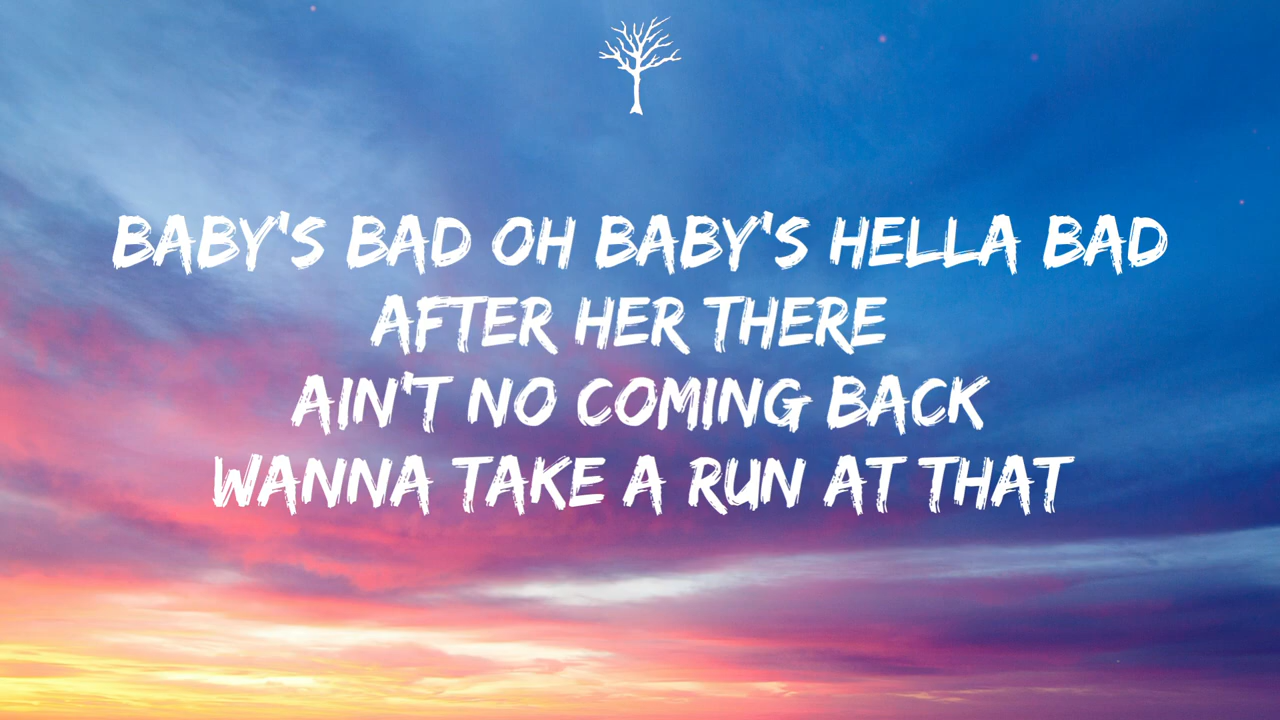 BABY'S BAD OH BABY'S HELLA BAD
AFTER HER THERE
AIN'T NO COMING BACK
WANNA TAKE A RUN AT THAT